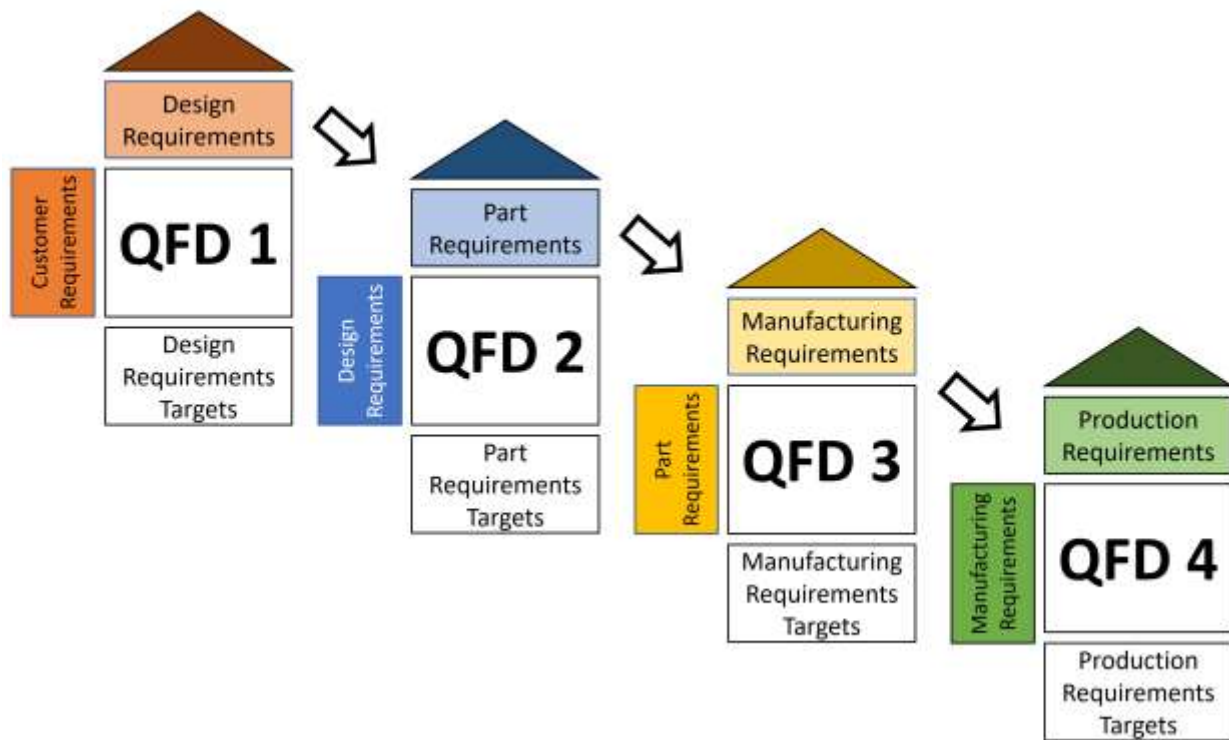 Design
Requirements
Customer
Requirements
QFD 1
Design
Requirements
Targets
Part
Requirements
Design
Requirements
QFD 2
Part
Requirements
Targets
Manufacturing
Requirements
Part
Requirements
QFD 3
Manufacturing
Requirements
Targets
Production
Requirements
Manufacturing
Requirements
QFD 4
Production
Requirements
Targets